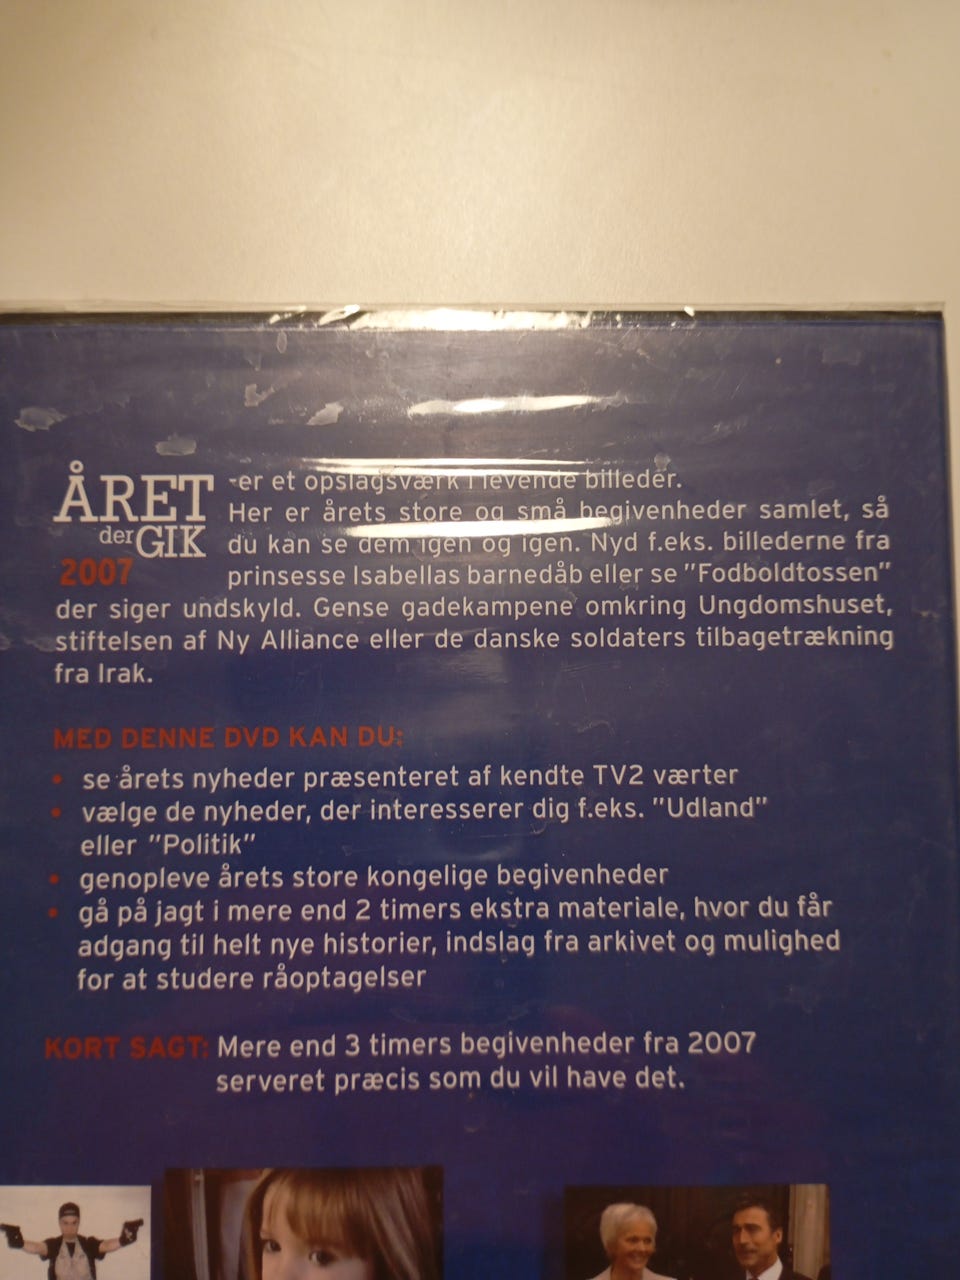 ÅRET
der GIK
2007
-er et opslagsværk i levende billeder.
Her er årets store og små begivenheder samlet, så
du kan se dem igen og igen. Nyd f.eks. billederne fra
prinsesse Isabellas barnedåb eller se "Fodboldtossen"
der siger undskyld. Gense gadekampene omkring Ungdomshuset,
stiftelsen af Ny Alliance eller de danske soldaters tilbagetrækning
fra Irak.
MED DENNE DVD KAN DU:
• se årets nyheder præsenteret af kendte TV2 værter
• vælge de nyheder, der interesserer dig f.eks. "Udland"
eller "Politik"
• genopleve årets store kongelige begivenheder
• gå på jagt i mere end 2 timers ekstra materiale, hvor du får
adgang til helt nye historier, indslag fra arkivet og mulighed
for at studere råoptagelser
KORT SAGT: Mere end 3 timers begivenheder fra 2007
serveret præcis som du vil have det.